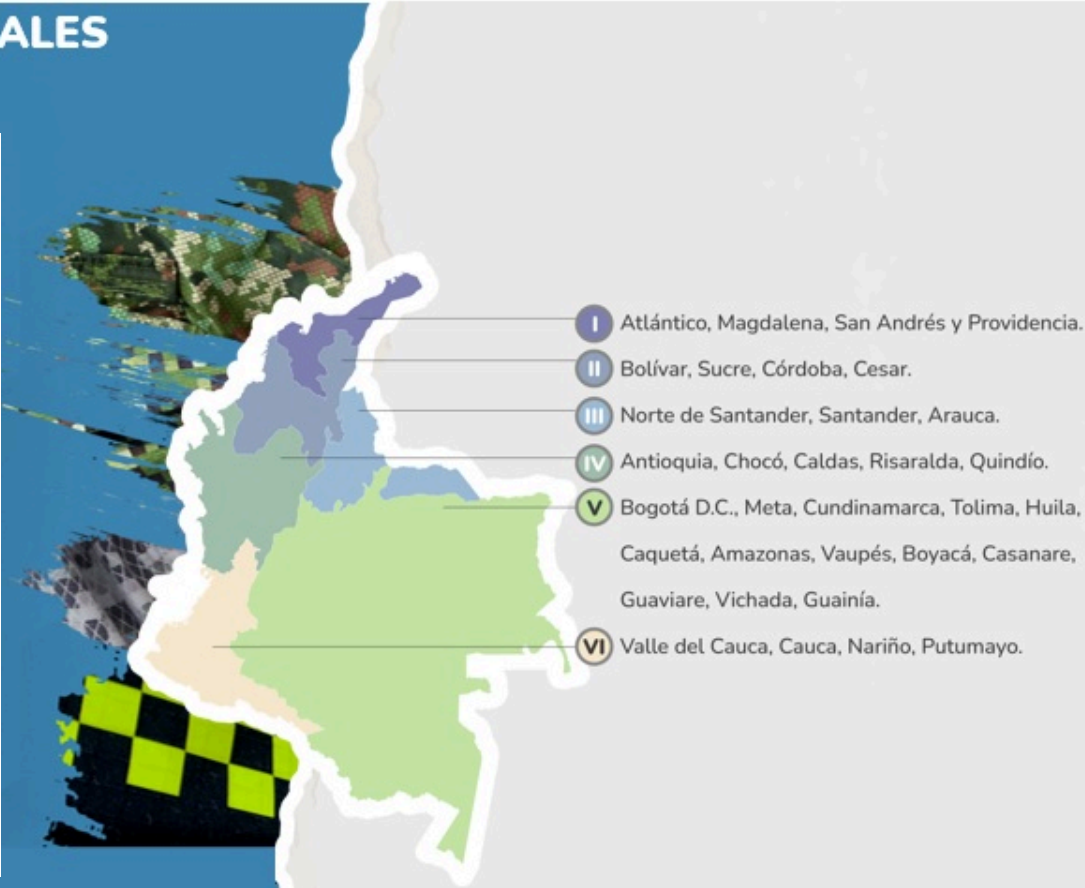 ALES
I Atlántico, Magdalena, San Andrés y Providencia.
II Bolívar, Sucre, Córdoba, Cesar.
III Norte de Santander, Santander, Arauca.
IV Antioquia, Chocó, Caldas, Risaralda, Quindío.
V Bogotá D.C., Meta, Cundinamarca, Tolima, Huila,
Caquetá, Amazonas, Vaupés, Boyacá, Casanare,
Guaviare, Vichada, Guainía.
VI Valle del Cauca, Cauca, Nariño, Putumayo.